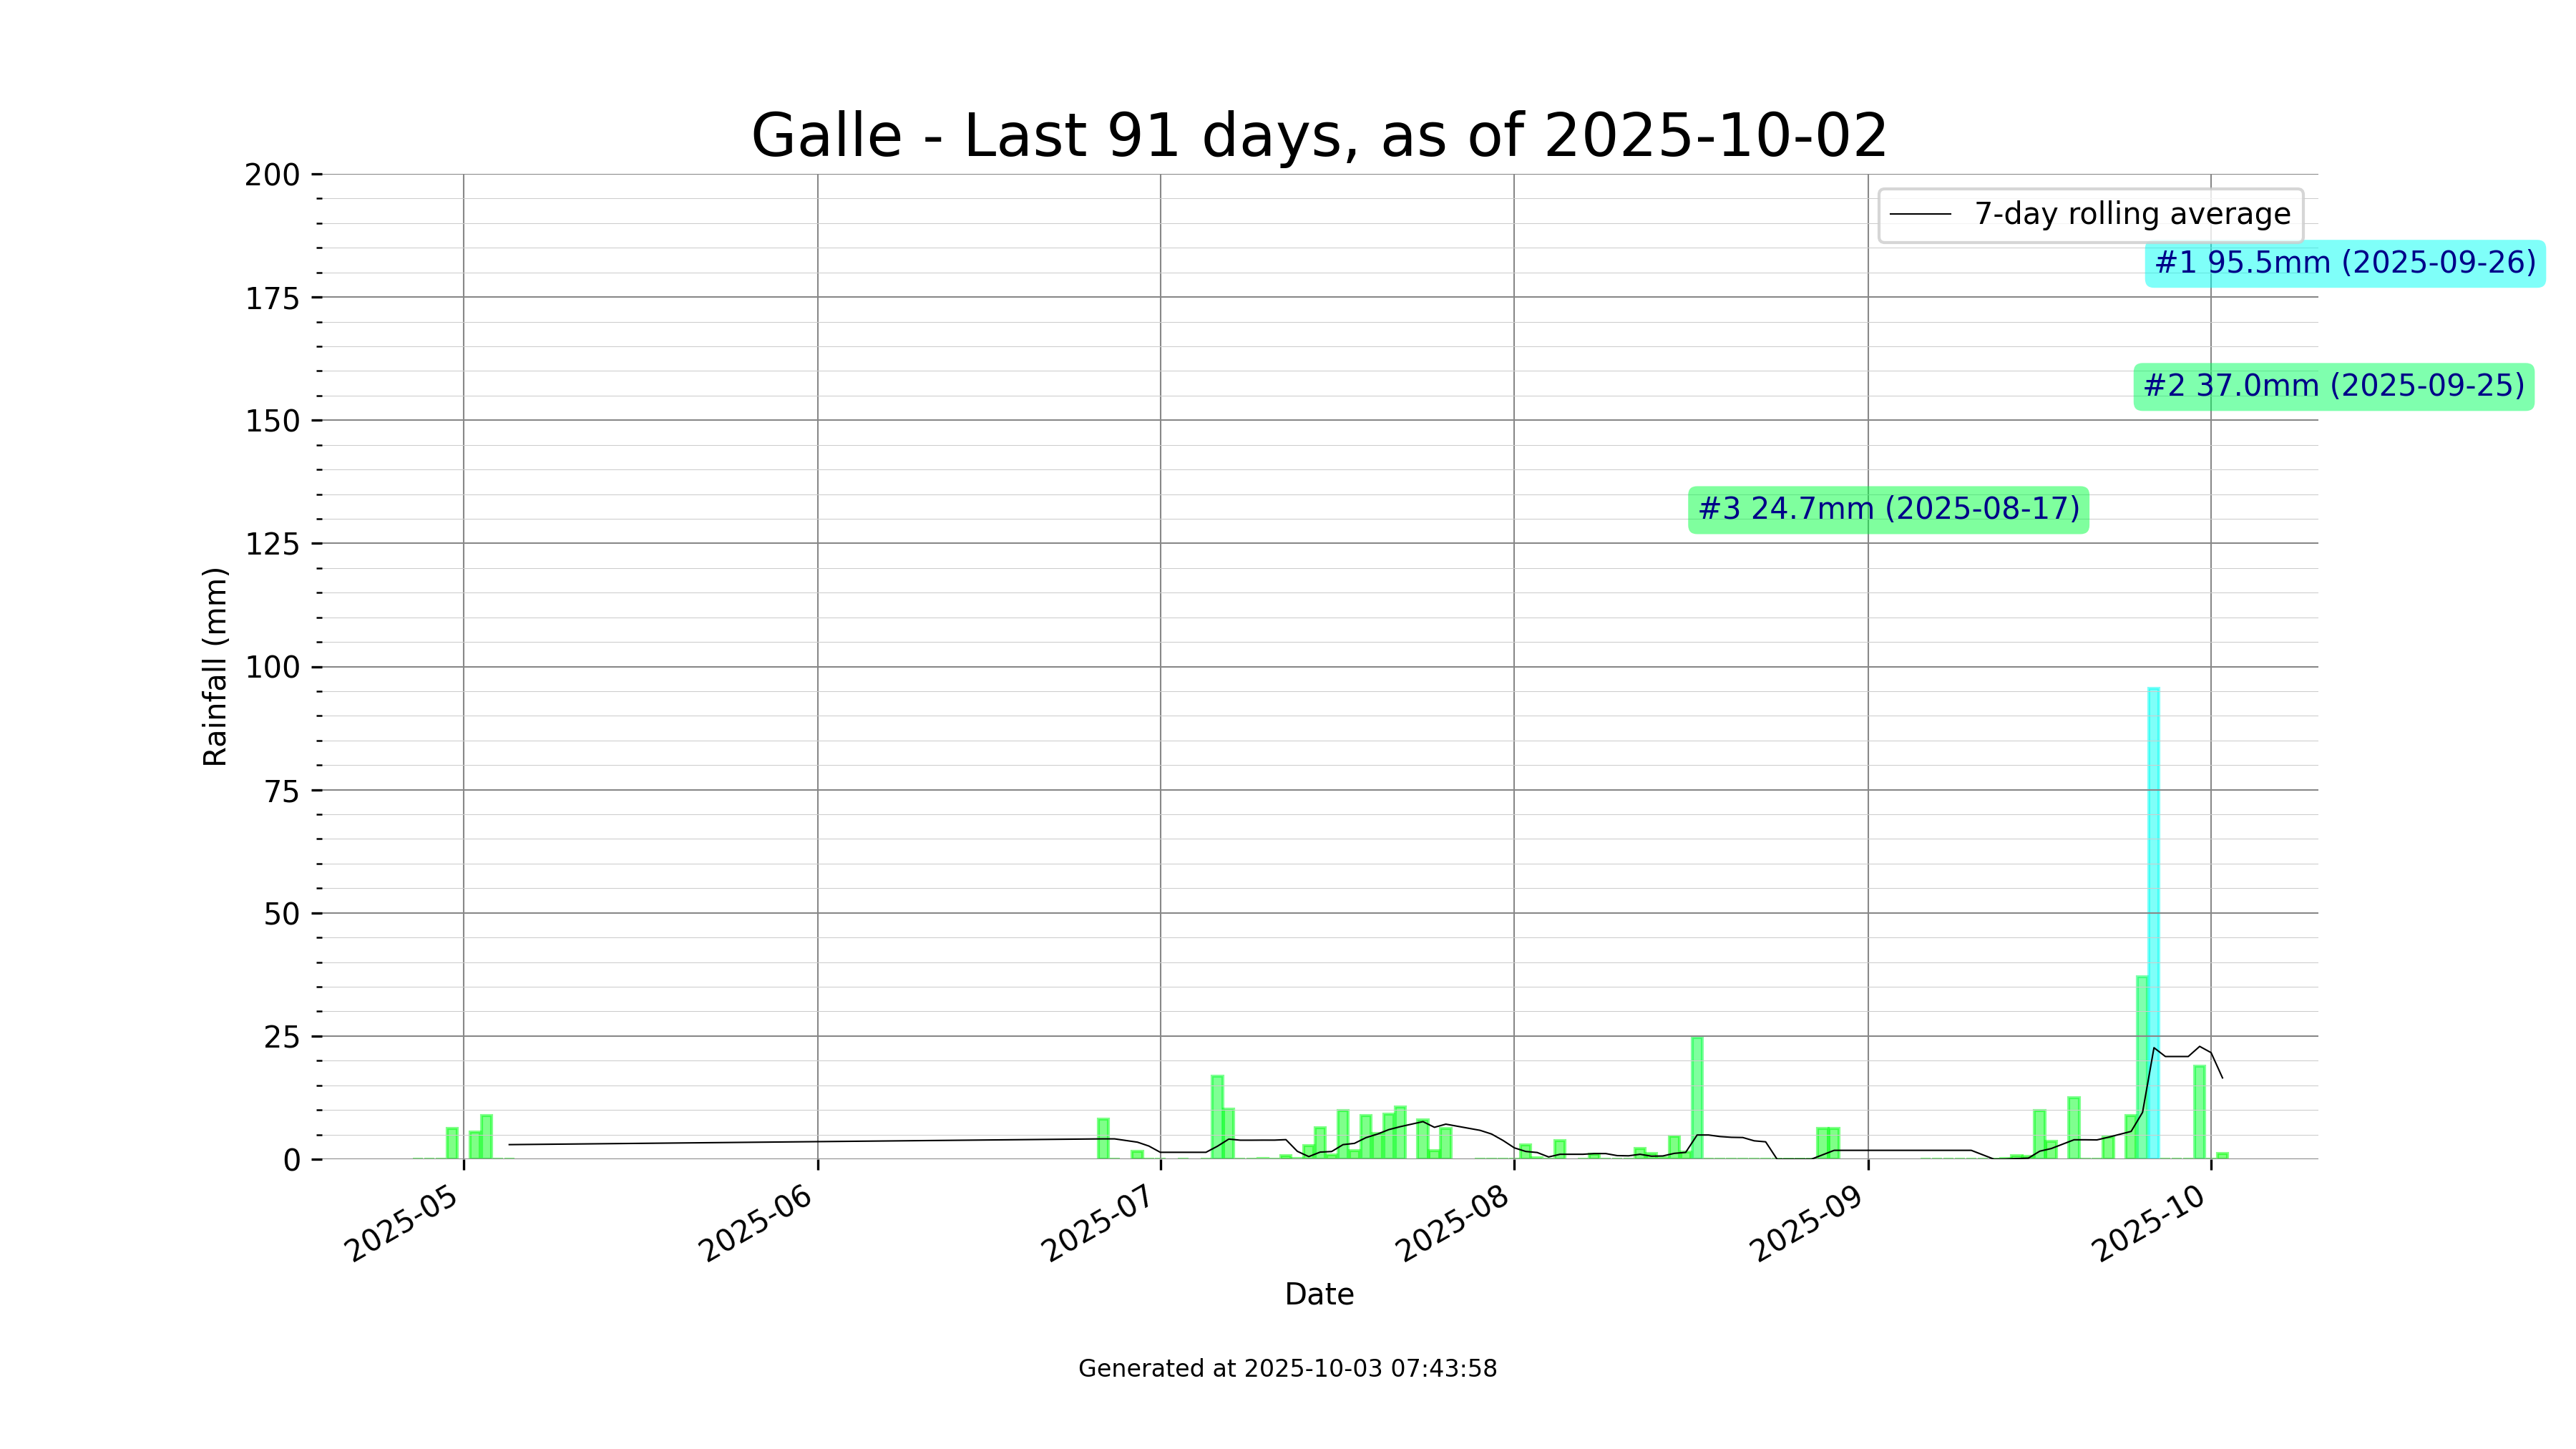 Galle - Last 91 days, as of 2025-10-02
200
175
150
125
100
75
50
25
0
Rainfall (mm)
7-day rolling average
#1 95.5mm (2025-09-26)
#2 37.0mm (2025-09-25)
#3 24.7mm (2025-08-17)
2025-05
2025-06
2025-07
2025-08
2025-09
2025-10
Date
Generated at 2025-10-03 07:43:58